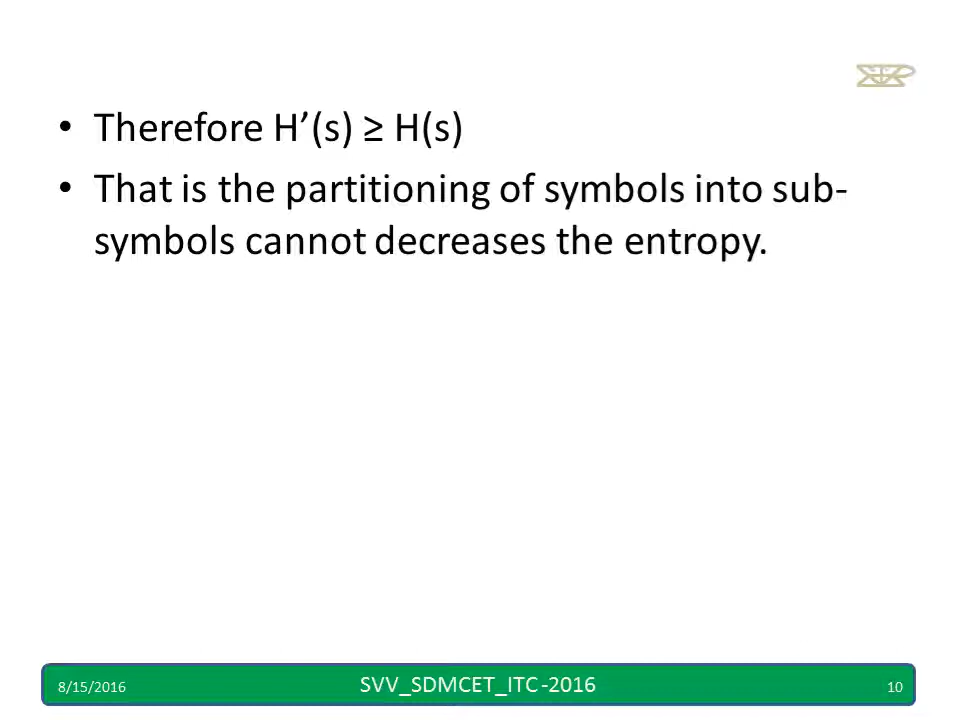 • Therefore H’(s) ≥ H(s)
• That is the partitioning of symbols into sub-
symbols cannot decreases the entropy.
8/15/2016
SVV_SDMCET_ITC -2016
10